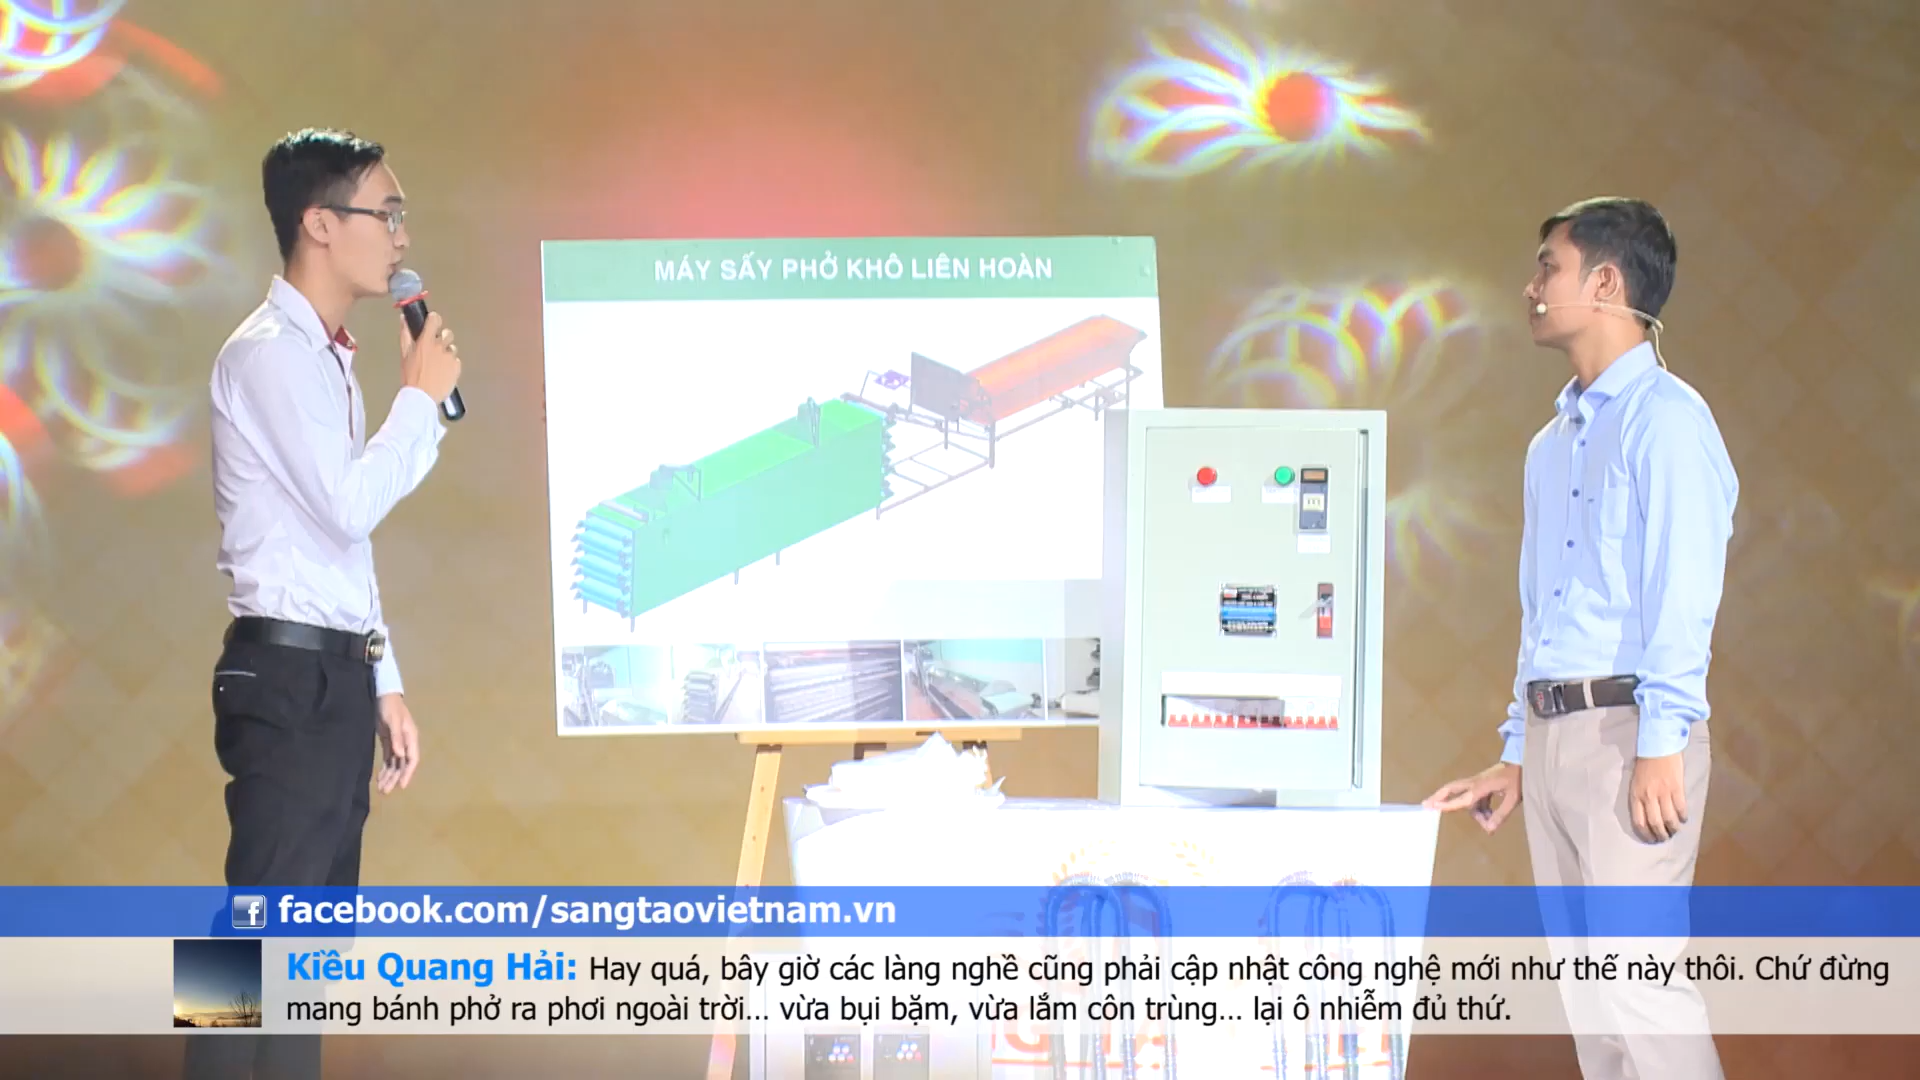 MÁY SẤY PHỞ KHÔ LIÊN HOÀN
facebook.com/sangtaovietnam.vn
Kiều Quang Hải: Hay quá, bây giờ các làng nghề cũng phải cập nhật công nghệ mới như thế này thôi. Chứ đừng
mang bánh phở ra phơi ngoài trời... vừa bụi bặm, vừa lắm côn trùng... lại ô nhiễm đủ thứ.